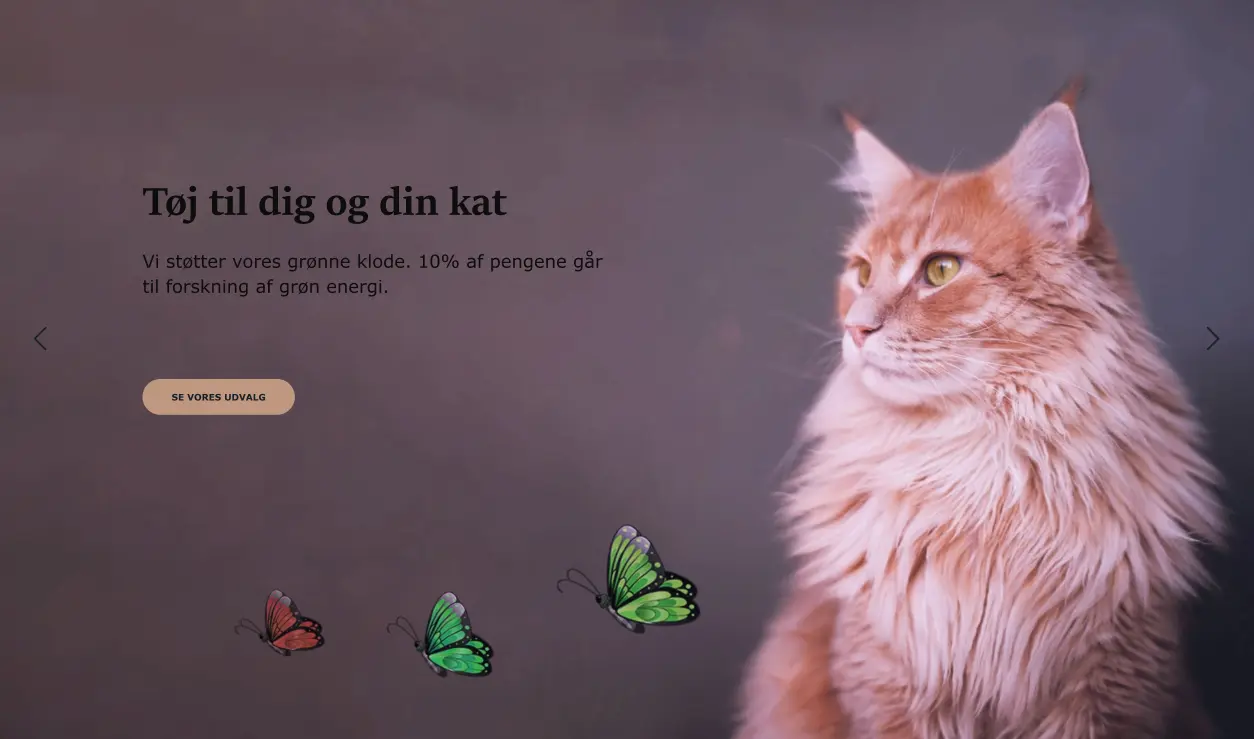 Tøj til dig og din kat
Vi støtter vores grønne klode. 10% af pengene går
til forskning af grøn energi.
SE VORES UDVALG